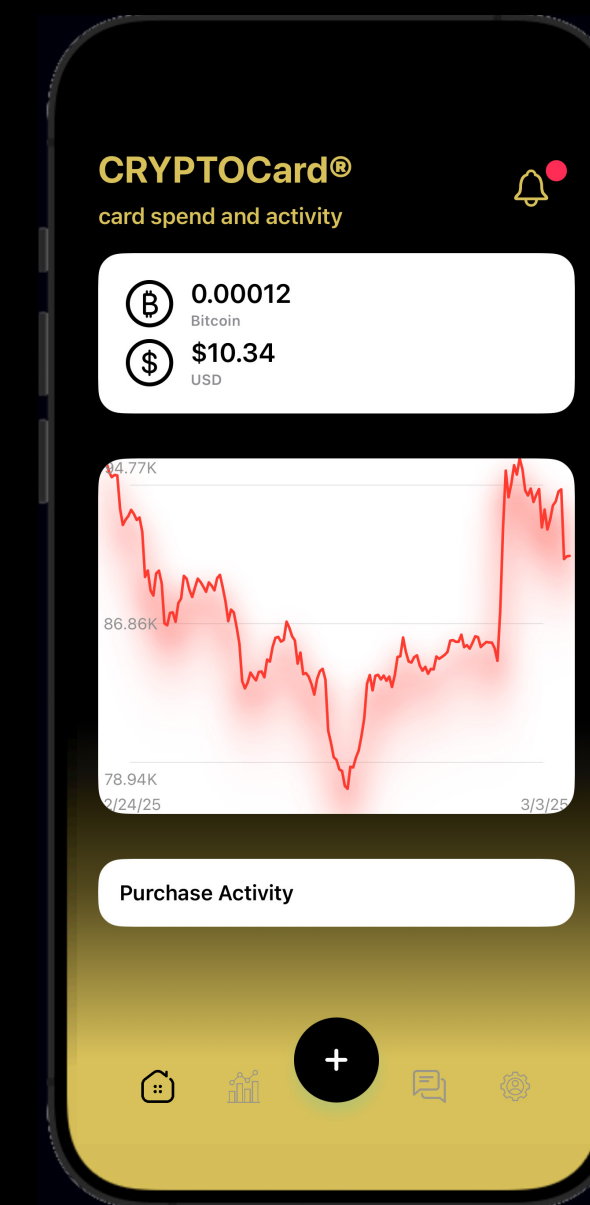 CRYPTOCard®
card spend and activity
0.00012
Bitcoin
$10.34
USD
94.77K
86.86K
78.94K
2/24/25
3/3/25
Purchase Activity